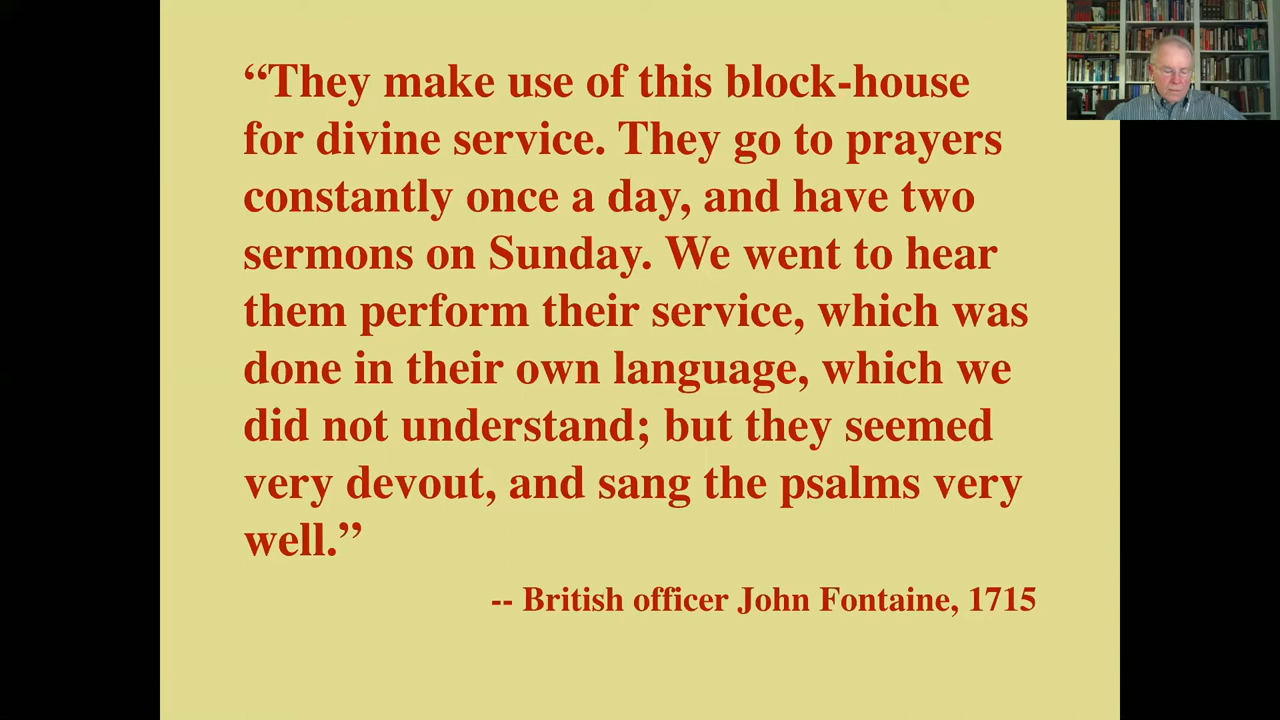 “They make use of this block-house
for divine service. They go to prayers
constantly once a day, and have two
sermons on Sunday. We went to hear
them perform their service, which was
done in their own language, which we
did not understand; but they seemed
very devout, and sang the psalms very
well.”
-- British officer John Fontaine, 1715